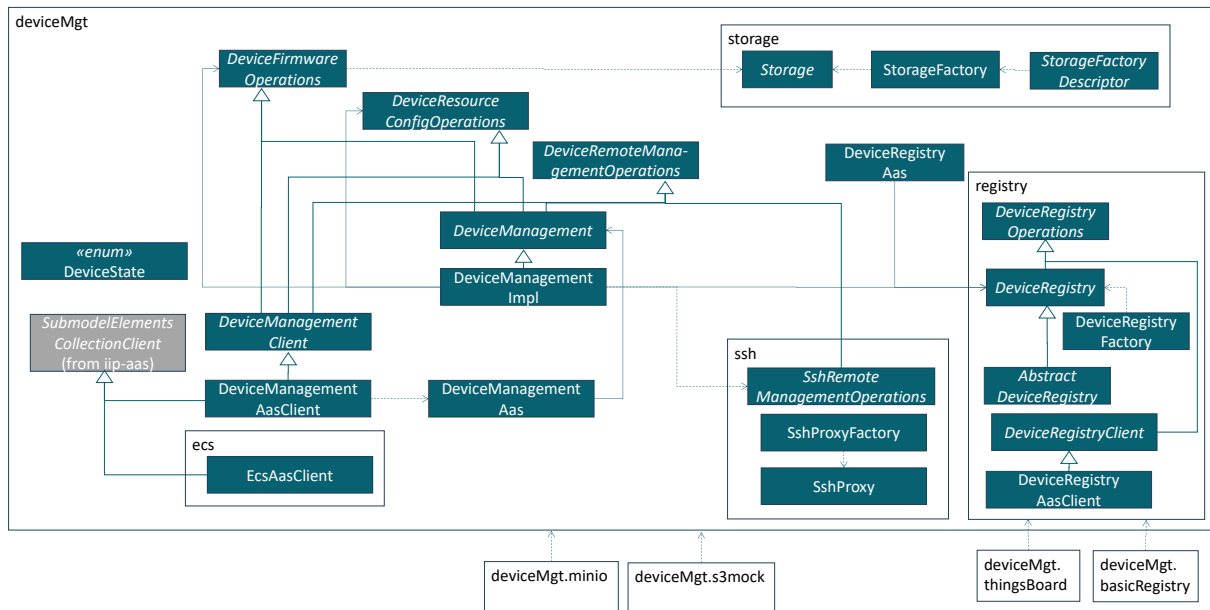 deviceMgt
DeviceFirmware
Operations
storage
Storage
StorageFactory
StorageFactory
Descriptor
DeviceResource
ConfigOperations
DeviceRemoteMana-
gementOperations
DeviceRegistry
Aas
registry
DeviceRegistry
Operations
DeviceManagement
«enum»
DeviceState
DeviceManagement
Impl
DeviceRegistry
DeviceRegistry
Factory
SubmodelElements
CollectionClient
(from iip-aas)
DeviceManagement
Client
ssh
SshRemote
ManagementOperations
Abstract
DeviceRegistry
DeviceManagement
AasClient
DeviceManagement
Aas
SshProxyFactory
DeviceRegistryClient
ecs
EcsAasClient
SshProxy
DeviceRegistry
AasClient
deviceMgt.minio
deviceMgt.s3mock
deviceMgt.
thingsBoard
deviceMgt.
basicRegistry